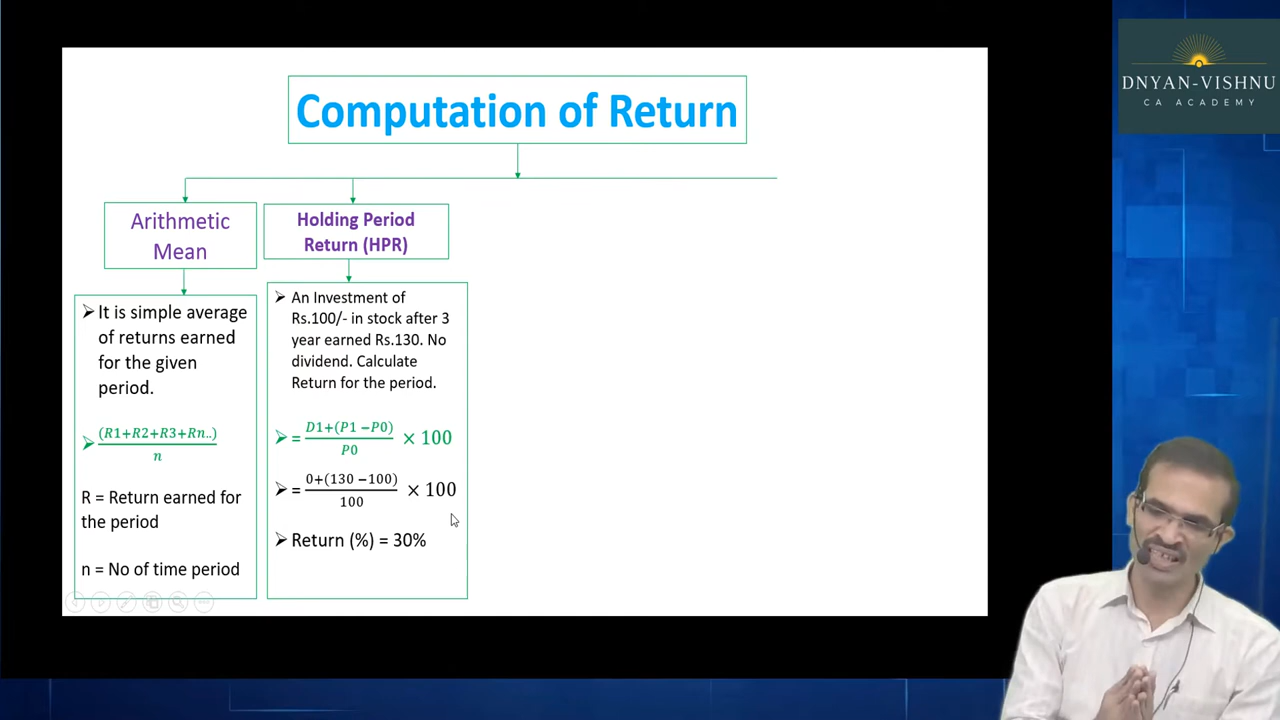 Computation of Return
DNYAN-VISHNU
CA ACADEMY
Arithmetic
Mean
➢ It is simple average
of returns earned
for the given
period.
➢ (R1+R2+R3+Rn..)
n
R = Return earned for
the period
n = No of time period
Holding Period
Return (HPR)
➢ An Investment of
Rs.100/- in stock after 3
year earned Rs.130. No
dividend. Calculate
Return for the period.
➢ = D1+(P1 −P0) / P0 × 100
➢ = 0+(130 −100) / 100 × 100
➢ Return (%) = 30%